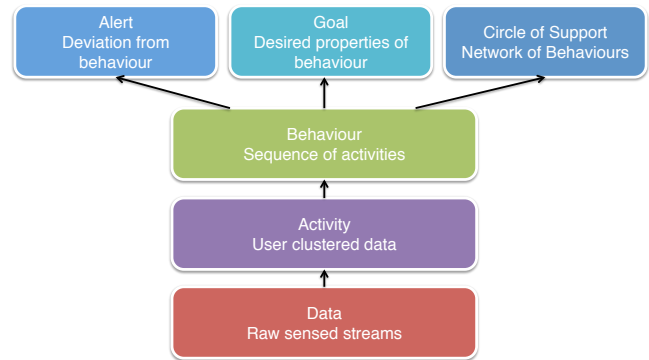 Alert
Deviation from
behaviour
Goal
Desired properties of
behaviour
Circle of Support
Network of Behaviours
Behaviour
Sequence of activities
Activity
User clustered data
Data
Raw sensed streams